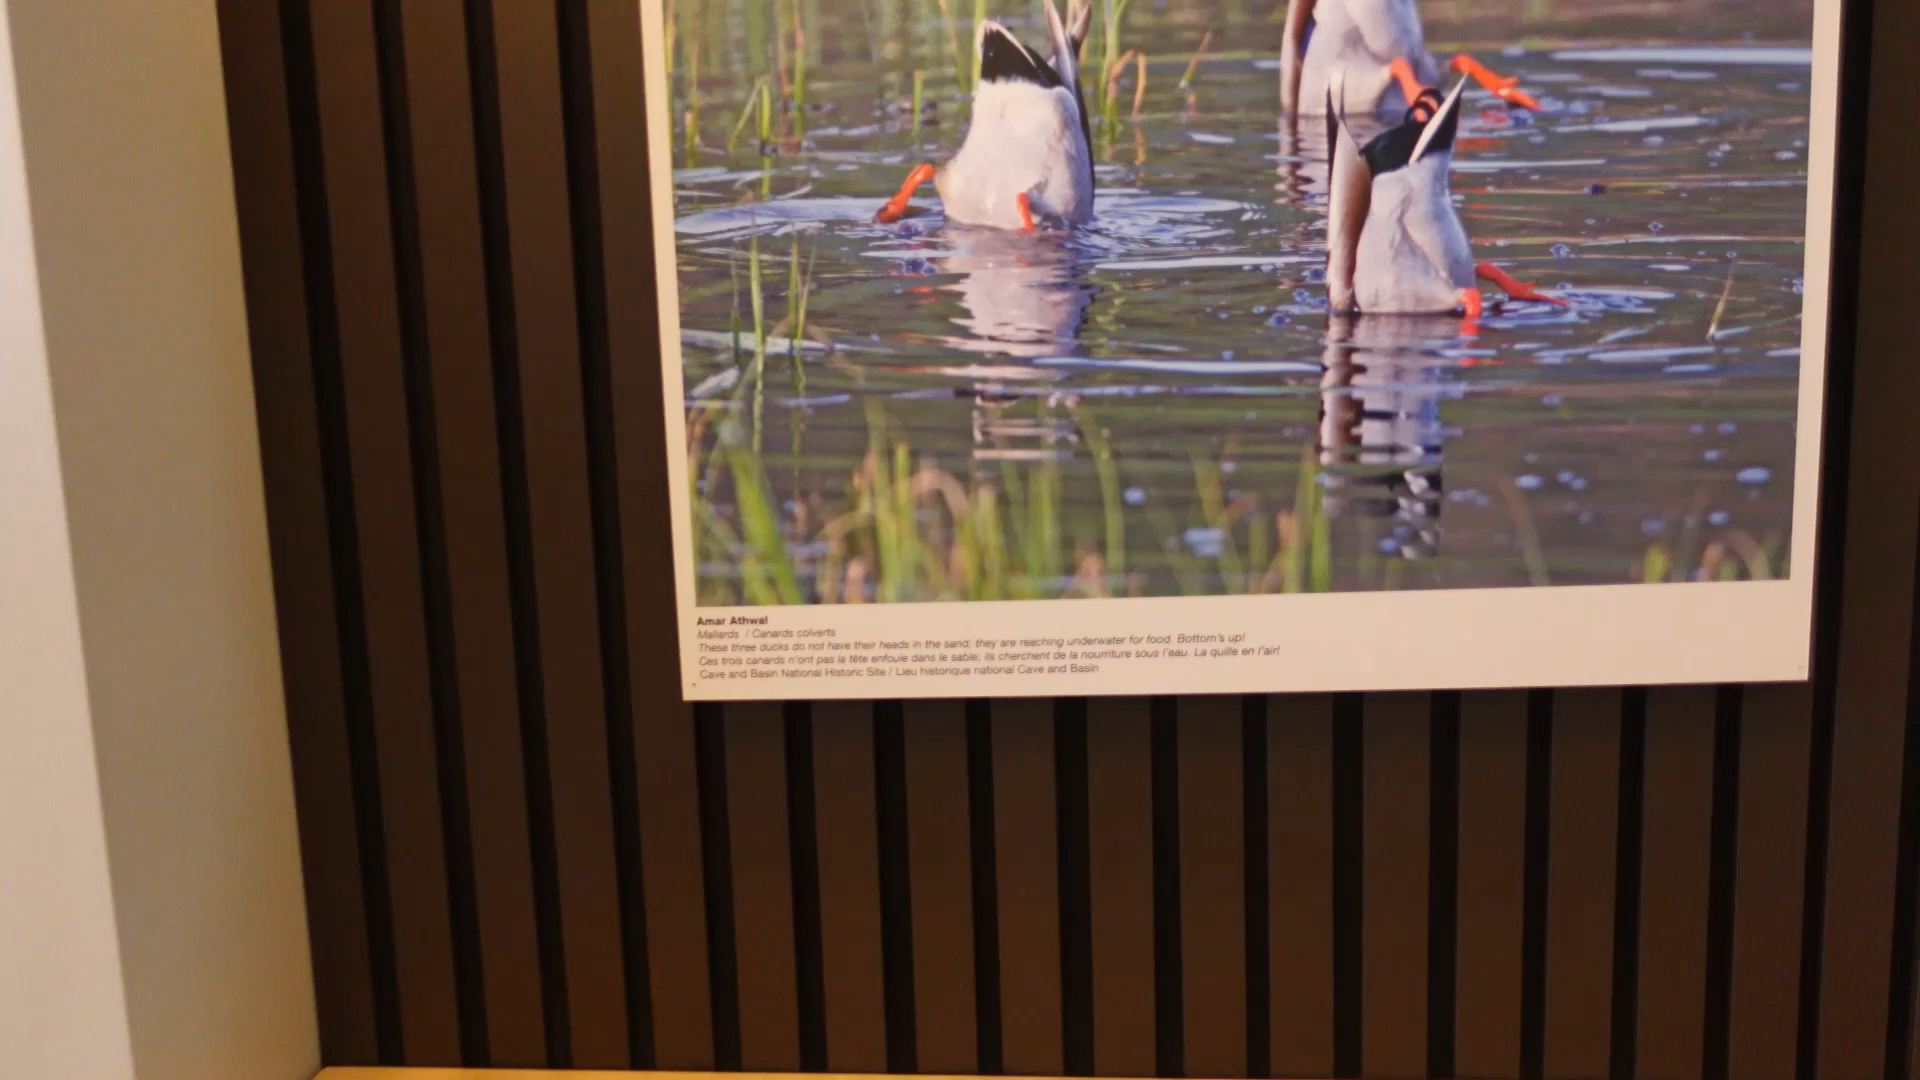 Amar Athwal
Mallards / Canards colverts
These three ducks do not have their heads in the sand; they are reaching underwater for food. Bottom's up!
Ces trois canards n'ont pas la tête enfouie dans le sable; ils cherchent de la nourriture sous l'eau. La quille en l'air!
Cave and Basin National Historic Site / Lieu historique national Cave and Basin